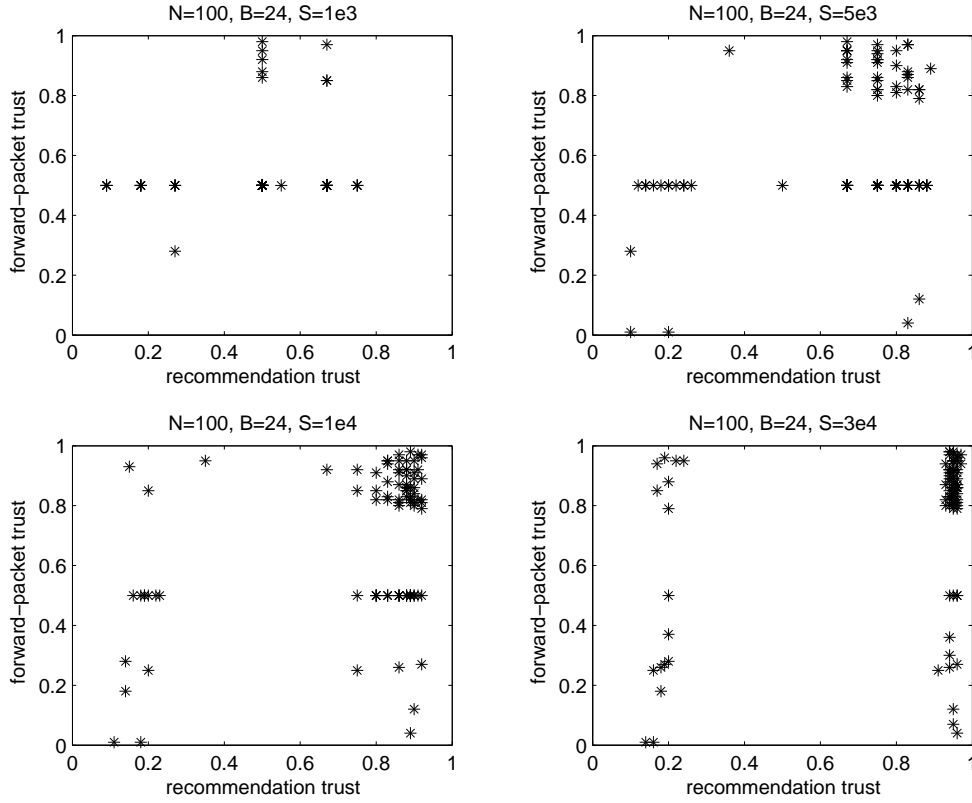 N=100, B=24, S=1e3
1
0.8
0.6
0.4
0.2
0
forward-packet trust
0 0.2 0.4 0.6 0.8 1
recommendation trust
N=100, B=24, S=5e3
1
0.8
0.6
0.4
0.2
0
forward-packet trust
0 0.2 0.4 0.6 0.8 1
recommendation trust
N=100, B=24, S=1e4
1
0.8
0.6
0.4
0.2
0
forward-packet trust
0 0.2 0.4 0.6 0.8 1
recommendation trust
N=100, B=24, S=3e4
1
0.8
0.6
0.4
0.2
0
forward-packet trust
0 0.2 0.4 0.6 0.8 1
recommendation trust